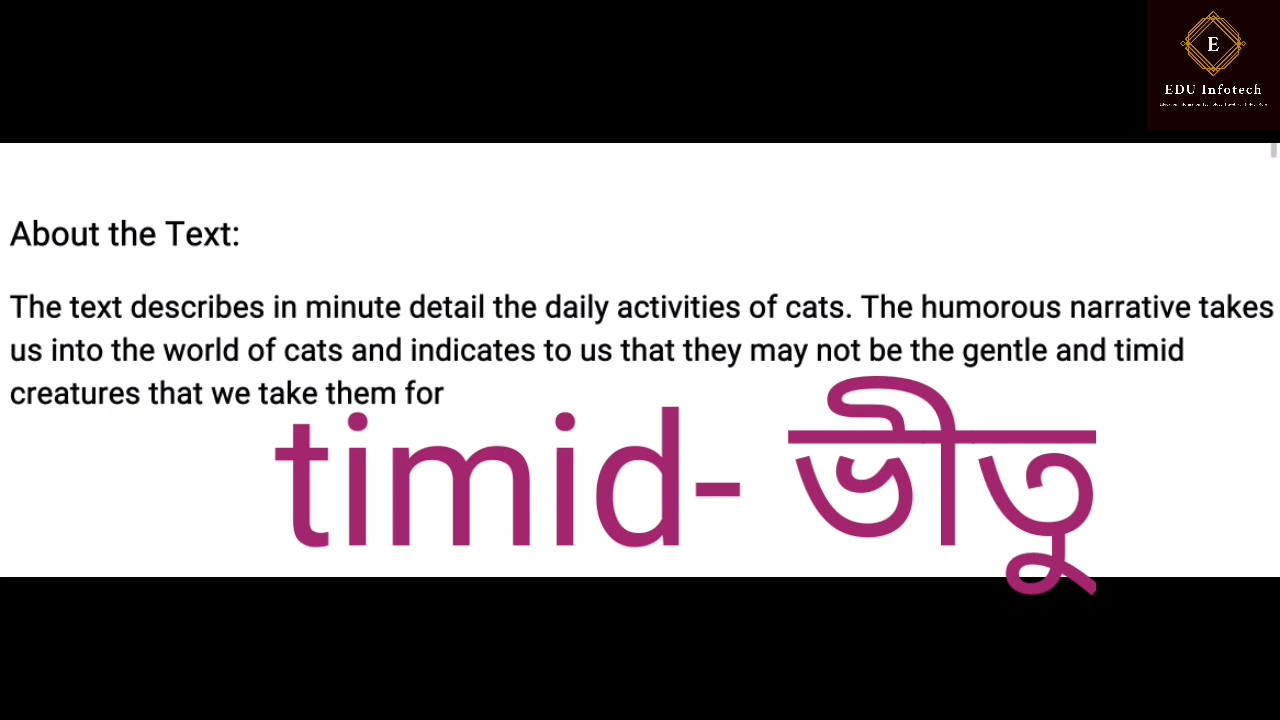 E
EDU Infotech
About the Text:
The text describes in minute detail the daily activities of cats. The humorous narrative takes
us into the world of cats and indicates to us that they may not be the gentle and timid
creatures that we take them for
timid- ভীতু